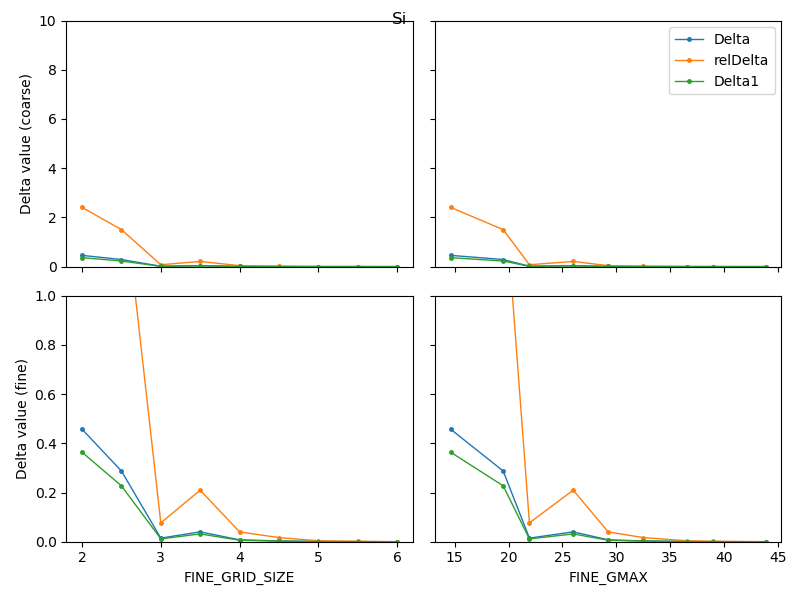 Si
Delta value (coarse)
10
8
6
4
2
0
Delta
relDelta
Delta1
Delta value (fine)
1.0
0.8
0.6
0.4
0.2
0.0
2 3 4 5 6
FINE_GRID_SIZE
15 20 25 30 35 40 45
FINE_GMAX